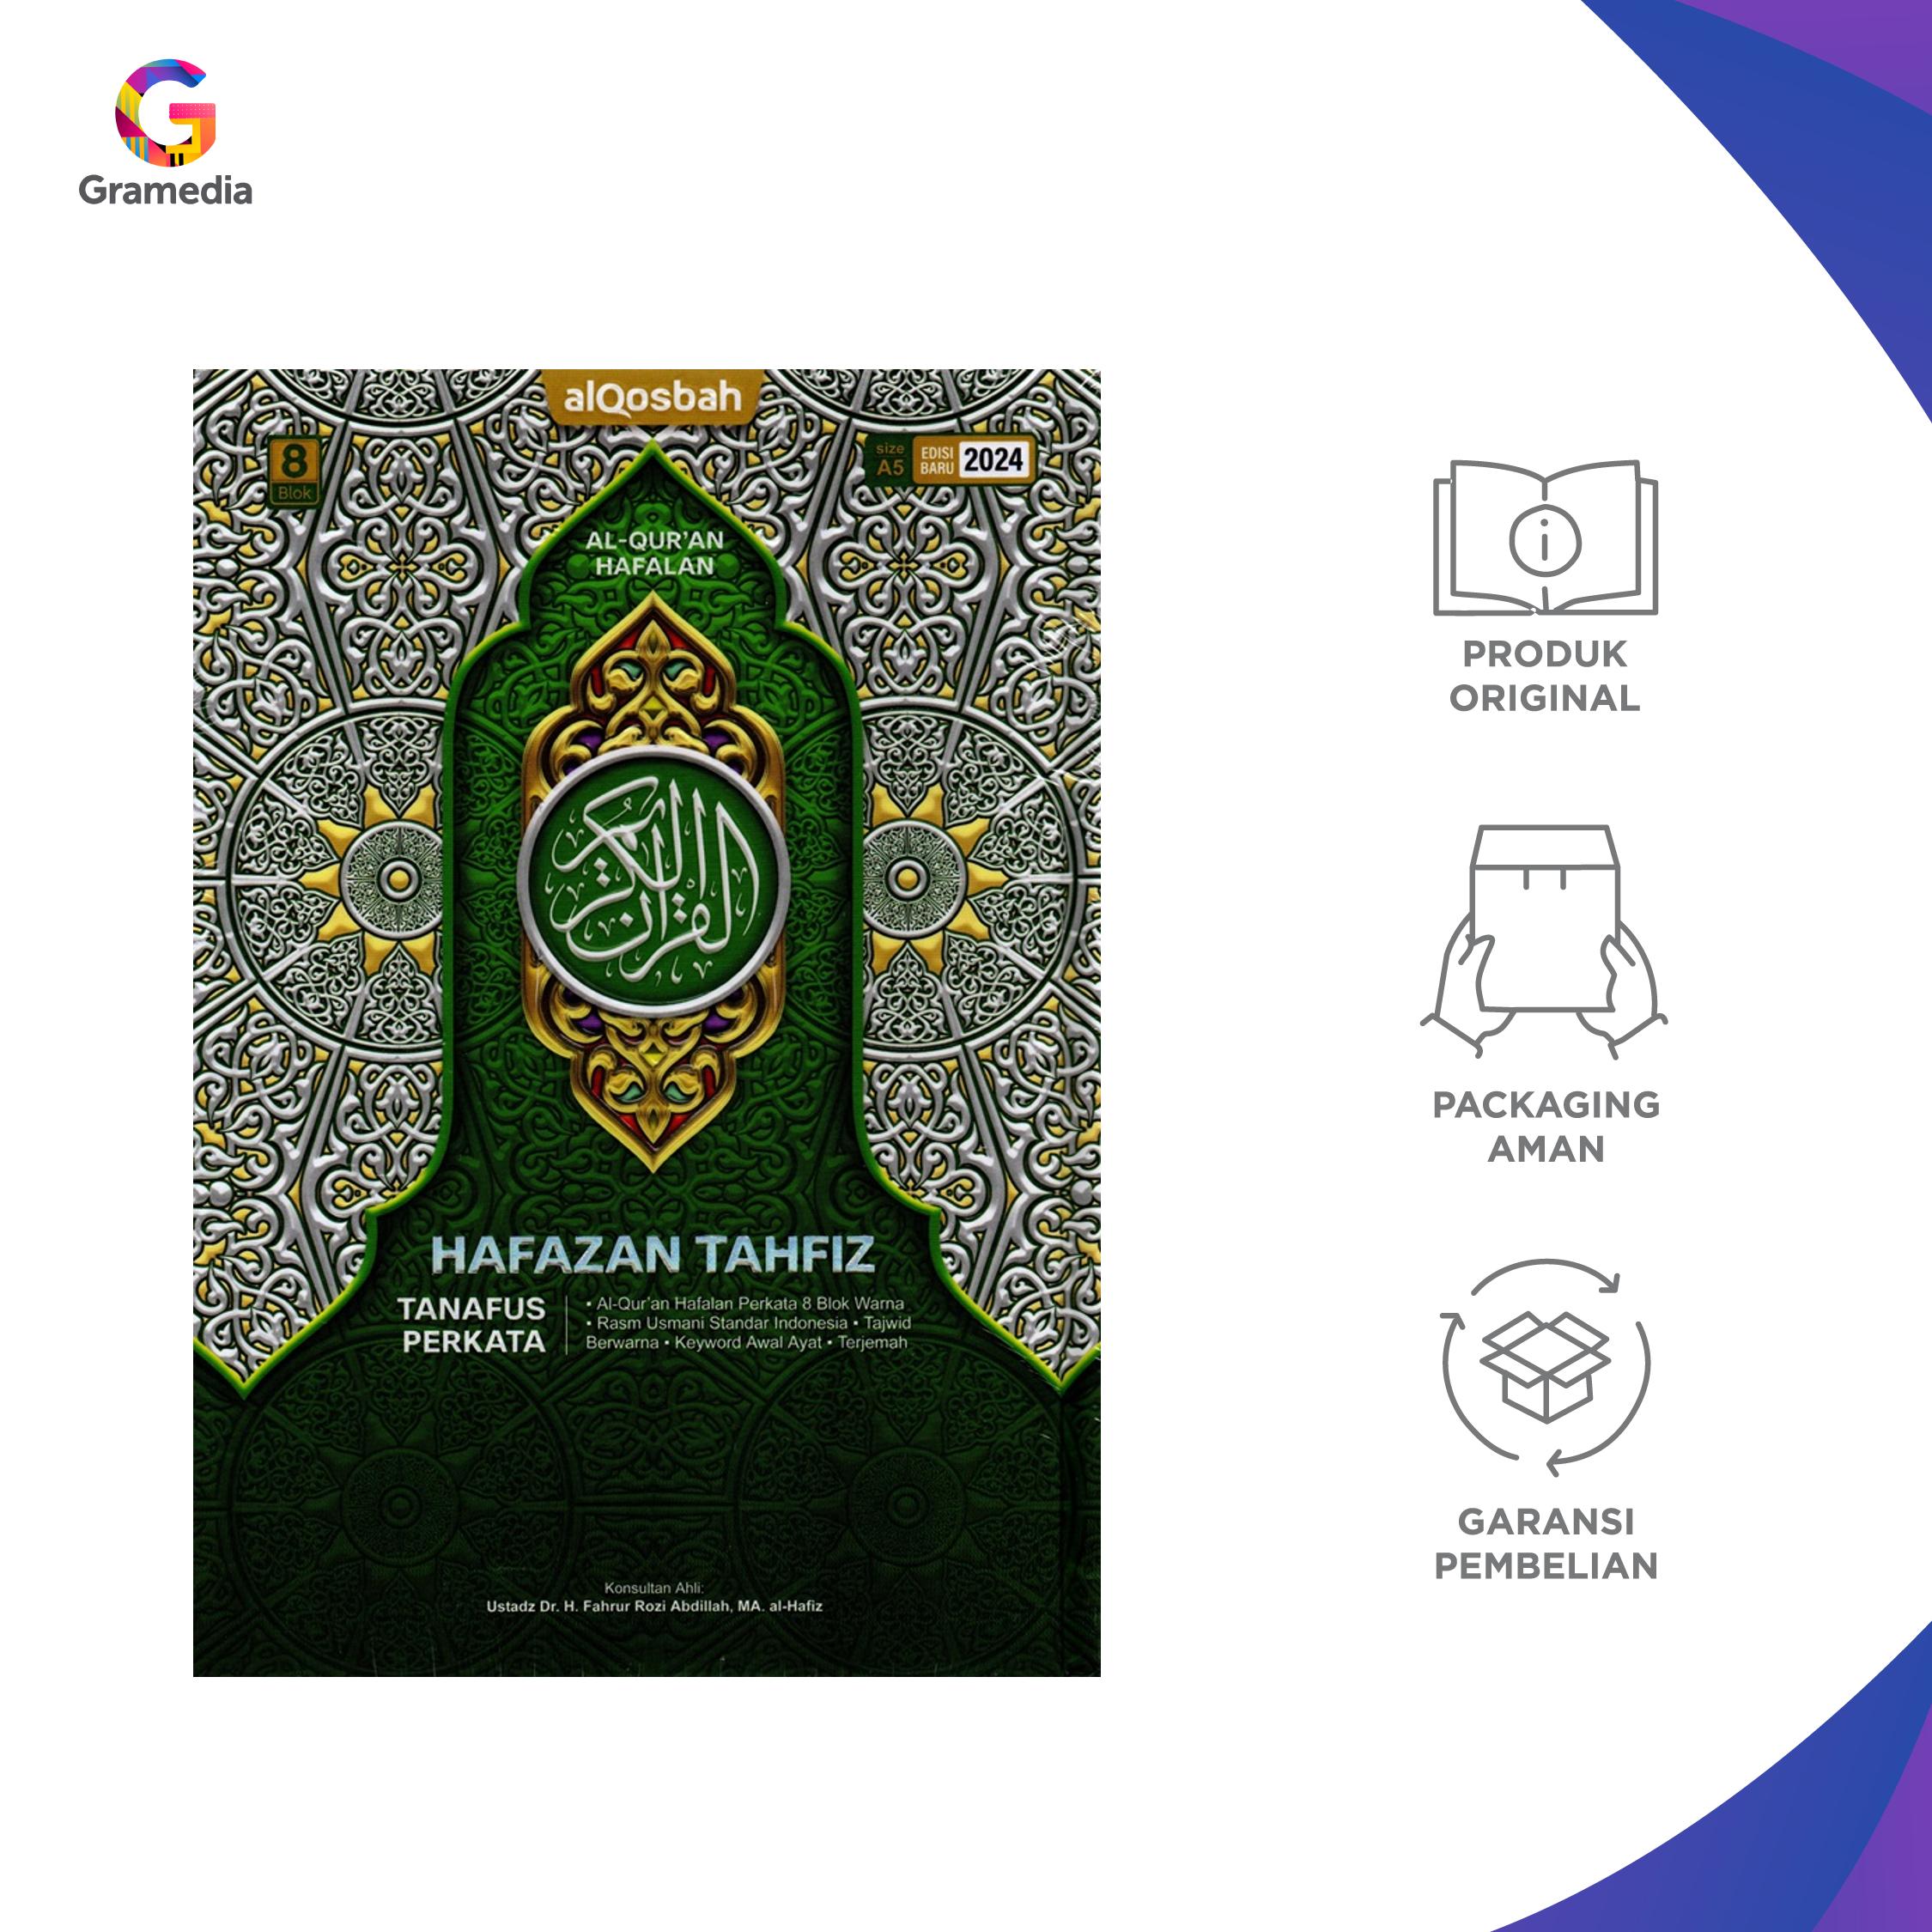 Gramedia
alQosbah
8
Blok
size
A5
EDISI
BARU
2024
AL-QUR'AN
HAFALAN
القرآن الكريم
HAFAZAN TAHFIZ
TANAFUS
PERKATA
• Al-Qur'an Hafalan Perkata 8 Blok Warna
• Rasm Usmani Standar Indonesia • Tajwid
Berwarna • Keyword Awal Ayat • Terjemah
Konsultan Ahli:
Ustadz Dr. H. Fahrur Rozi Abdillah, MA. al-Hafiz
PRODUK
ORIGINAL
PACKAGING
AMAN
GARANSI
PEMBELIAN